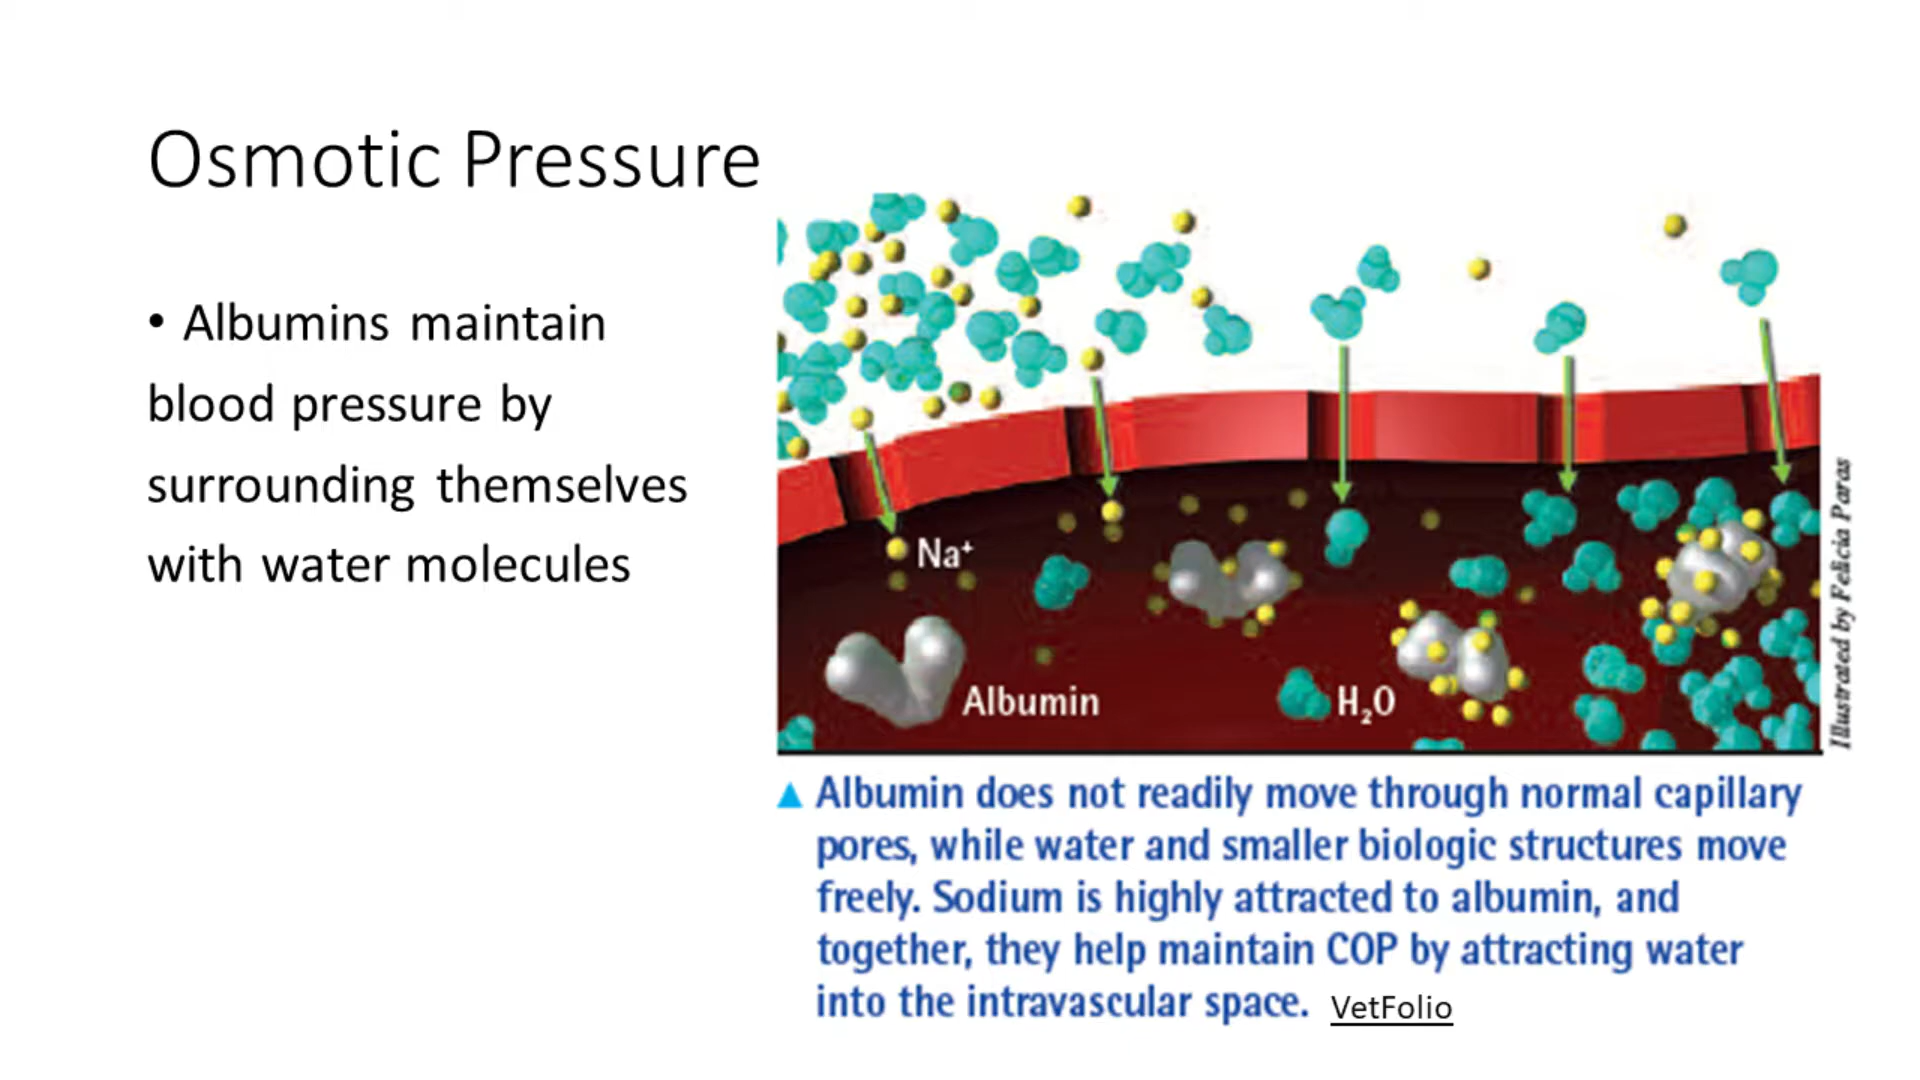 Osmotic Pressure
• Albumins maintain
blood pressure by
surrounding themselves
with water molecules
Na⁺
Albumin
H₂O
Illustrated by Felicia Paras
▲ Albumin does not readily move through normal capillary
pores, while water and smaller biologic structures move
freely. Sodium is highly attracted to albumin, and
together, they help maintain COP by attracting water
into the intravascular space. VetFolio